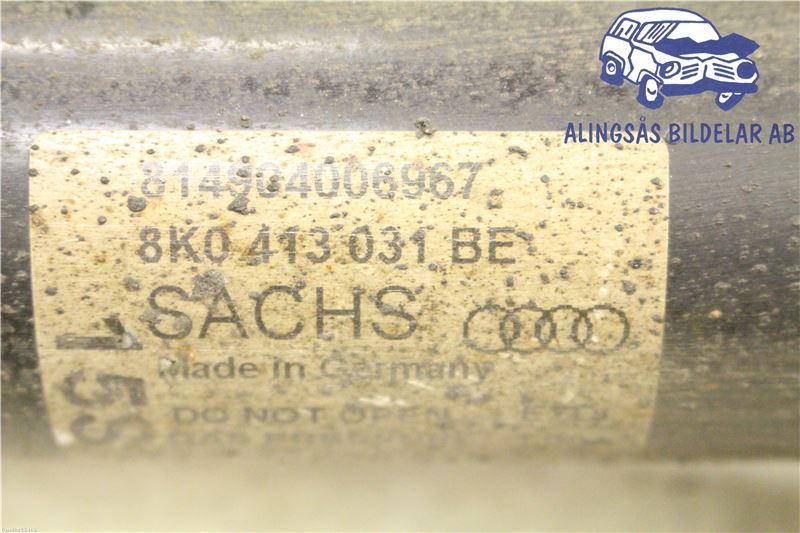 ALINGSÅS BILDELAR AB
814904006967
8K0 413 031 BE
SACHS
Made in Germany
DO NOT OPEN